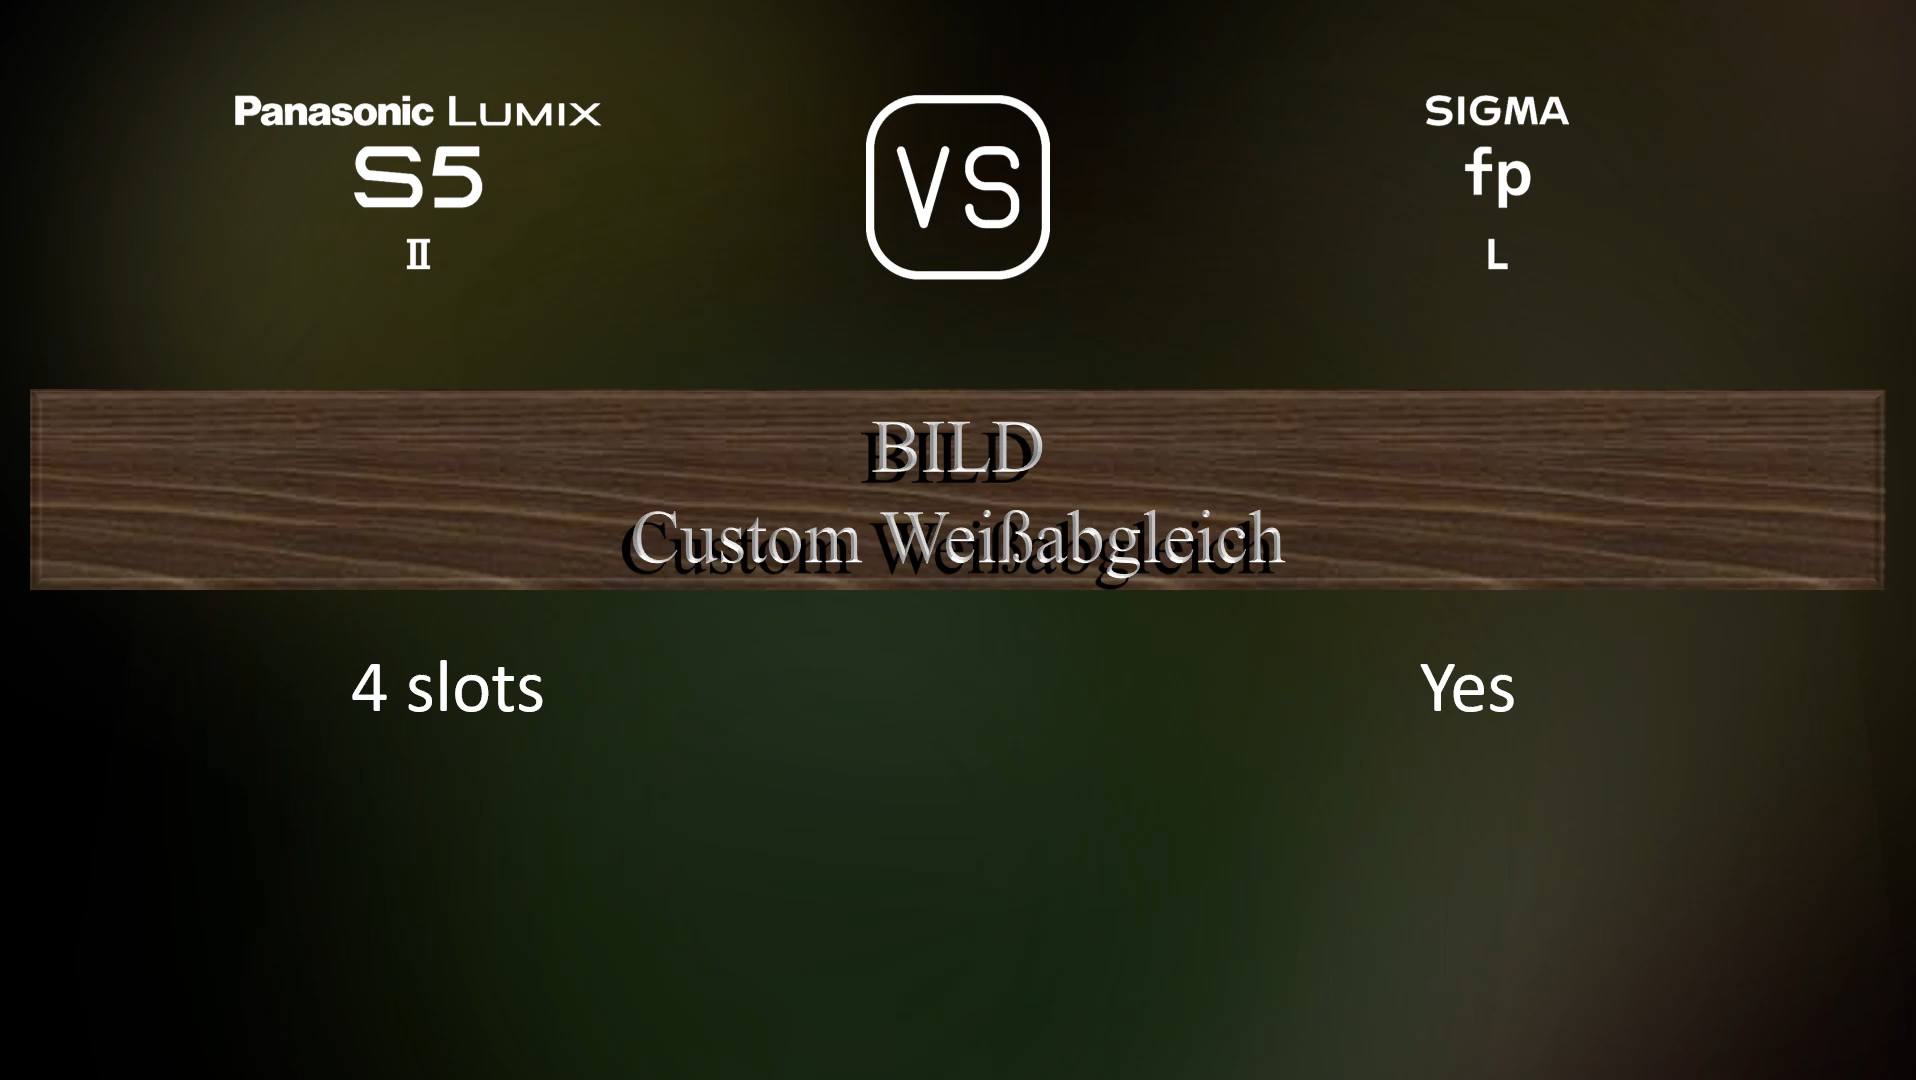 Panasonic LUMIX
S5
II
VS
SIGMA
fp
L
BILD
Custom Weißabgleich
4 slots
Yes